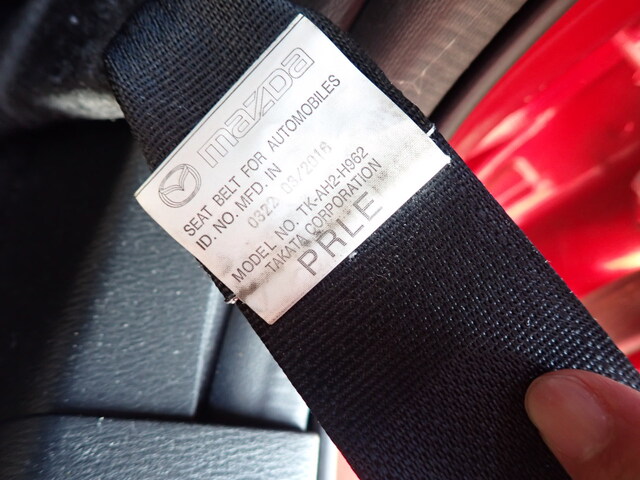 mazda
SEAT BELT FOR AUTOMOBILES
ID. NO. MFD. IN
0322 03/2016
MODEL NO. TK-AH2-H962
TAKATA CORPORATION
PRLE